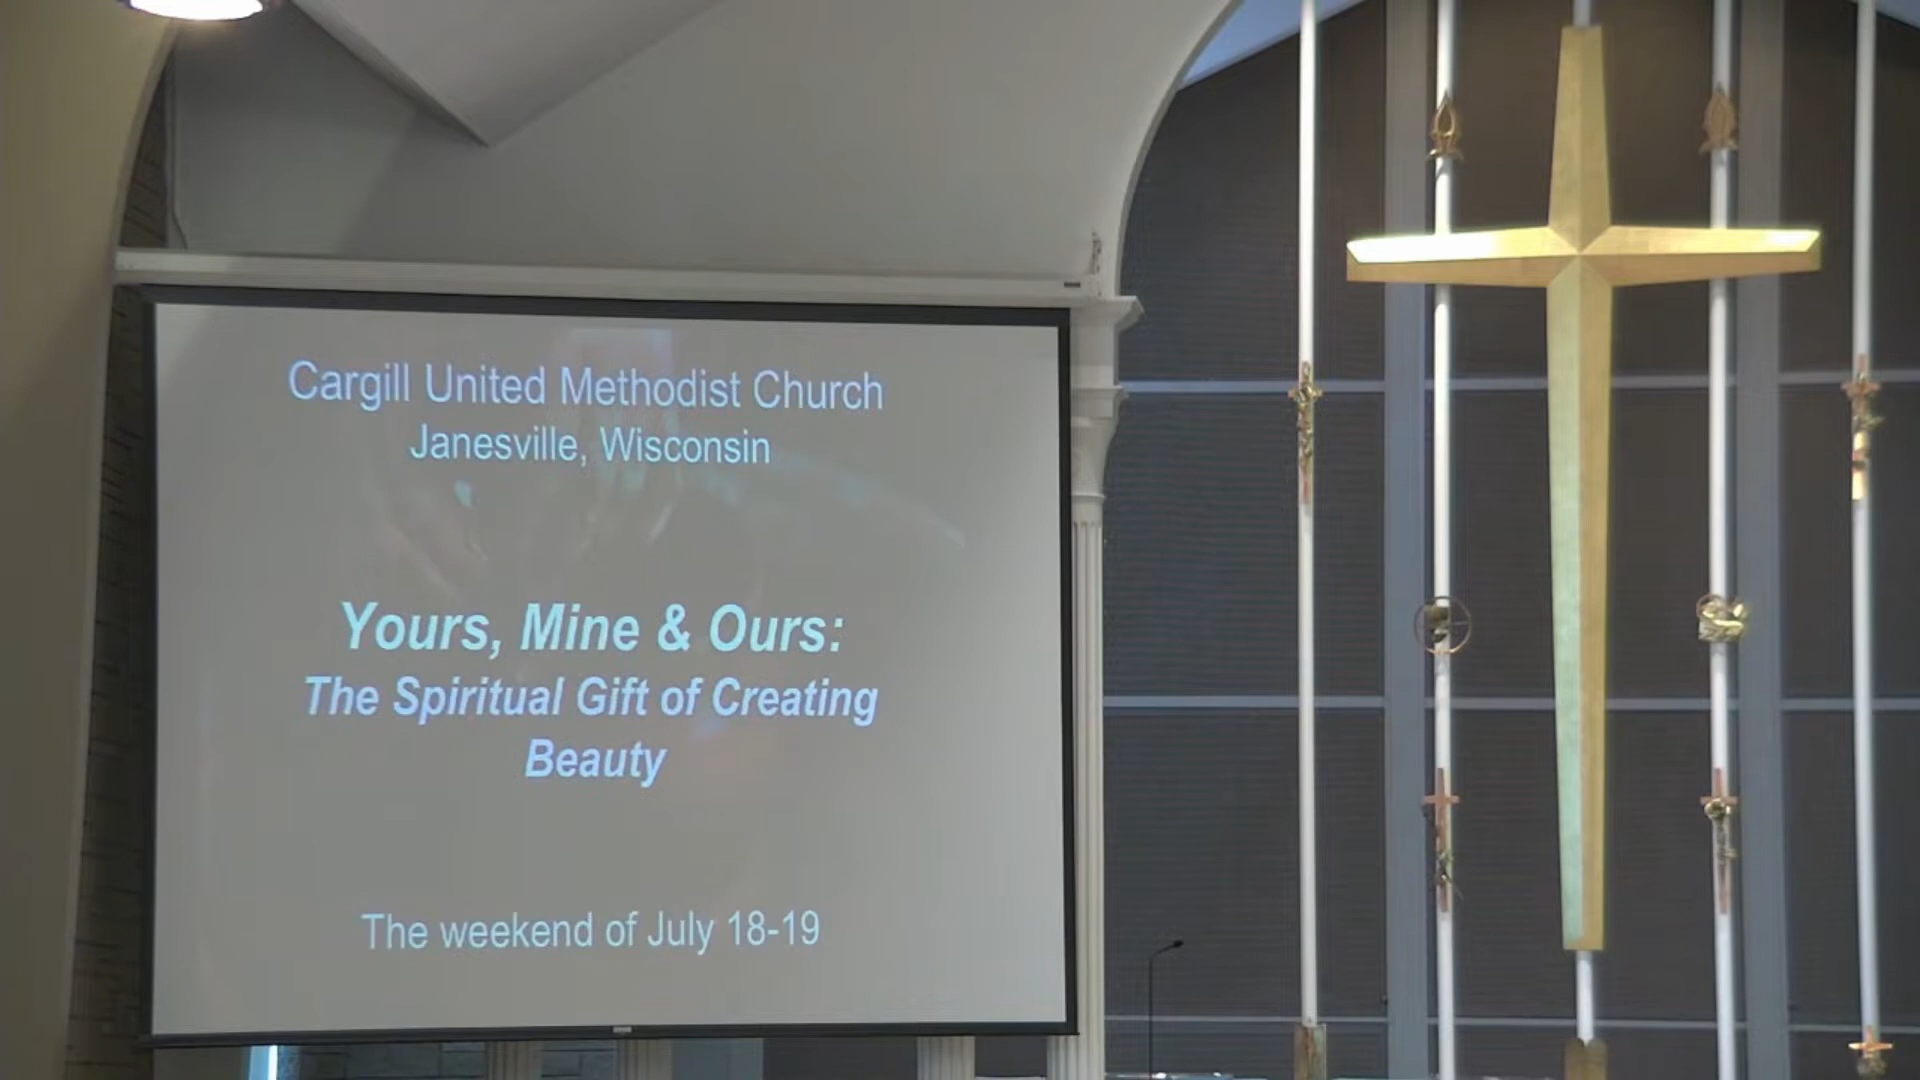 Cargill United Methodist Church
Janesville, Wisconsin
Yours, Mine & Ours:
The Spiritual Gift of Creating
Beauty
The weekend of July 18-19